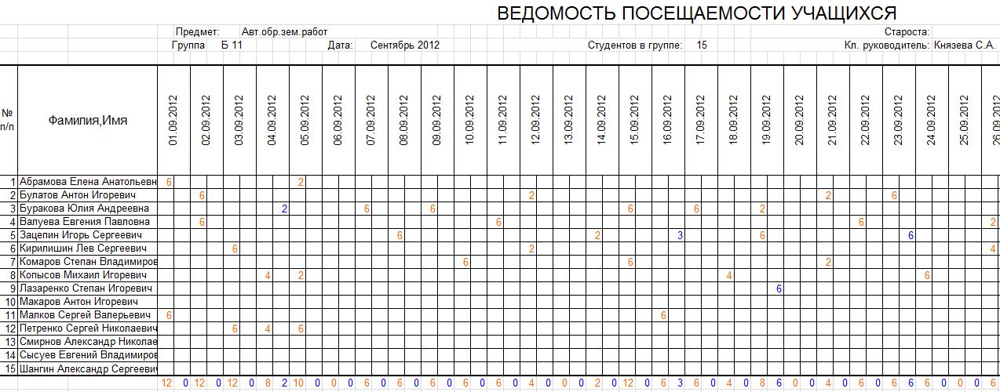 ВЕДОМОСТЬ ПОСЕЩАЕМОСТИ УЧАЩИХСЯ
Предмет: Авт.обр.зем.работ Староста:
Группа Б 11 Дата: Сентябрь 2012 Студентов в группе: 15 Кл. руководитель: Князева С.А.
№ п/п Фамилия,Имя 01.09.2012 02.09.2012 03.09.2012 04.09.2012 05.09.2012 06.09.2012 07.09.2012 08.09.2012 09.09.2012 10.09.2012 11.09.2012 12.09.2012 13.09.2012 14.09.2012 15.09.2012 16.09.2012 17.09.2012 18.09.2012 19.09.2012 20.09.2012 21.09.2012 22.09.2012 23.09.2012 24.09.2012 25.09.2012 26.09.2012
1 Абрамова Елена Анатольевн 6 2
2 Булатов Антон Игоревич 6 2 2 6
3 Буракова Юлия Андреевна 2 6 6 6 6 2
4 Валуева Евгения Павловна 6 6 6 2
5 Зацепин Игорь Сергеевич 6 2 3 6 6
6 Кирилишин Лев Сергеевич 6 2 4
7 Комаров Степан Владимиров 6 6 2
8 Копысов Михаил Игоревич 4 2 4 6
9 Лазаренко Степан Игоревич 6
10 Макаров Антон Игоревич
11 Малков Сергей Валерьевич 6 6
12 Петренко Сергей Николаевич 6 4 6
13 Смирнов Александр Николае
14 Сысуев Евгений Владимиров
15 Шангин Александр Сергеевич
12 0 12 0 12 0 8 2 10 0 0 0 6 0 6 0 6 0 6 0 6 0 4 0 0 0 2 0 12 0 6 3 6 0 4 0 8 6 0 0 4 0 6 0 6 6 6 0 0 0 6